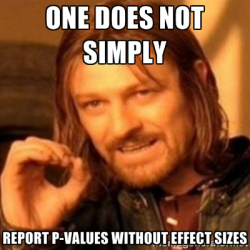 ONE DOES NOT
SIMPLY
REPORT P-VALUES WITHOUT EFFECT SIZES